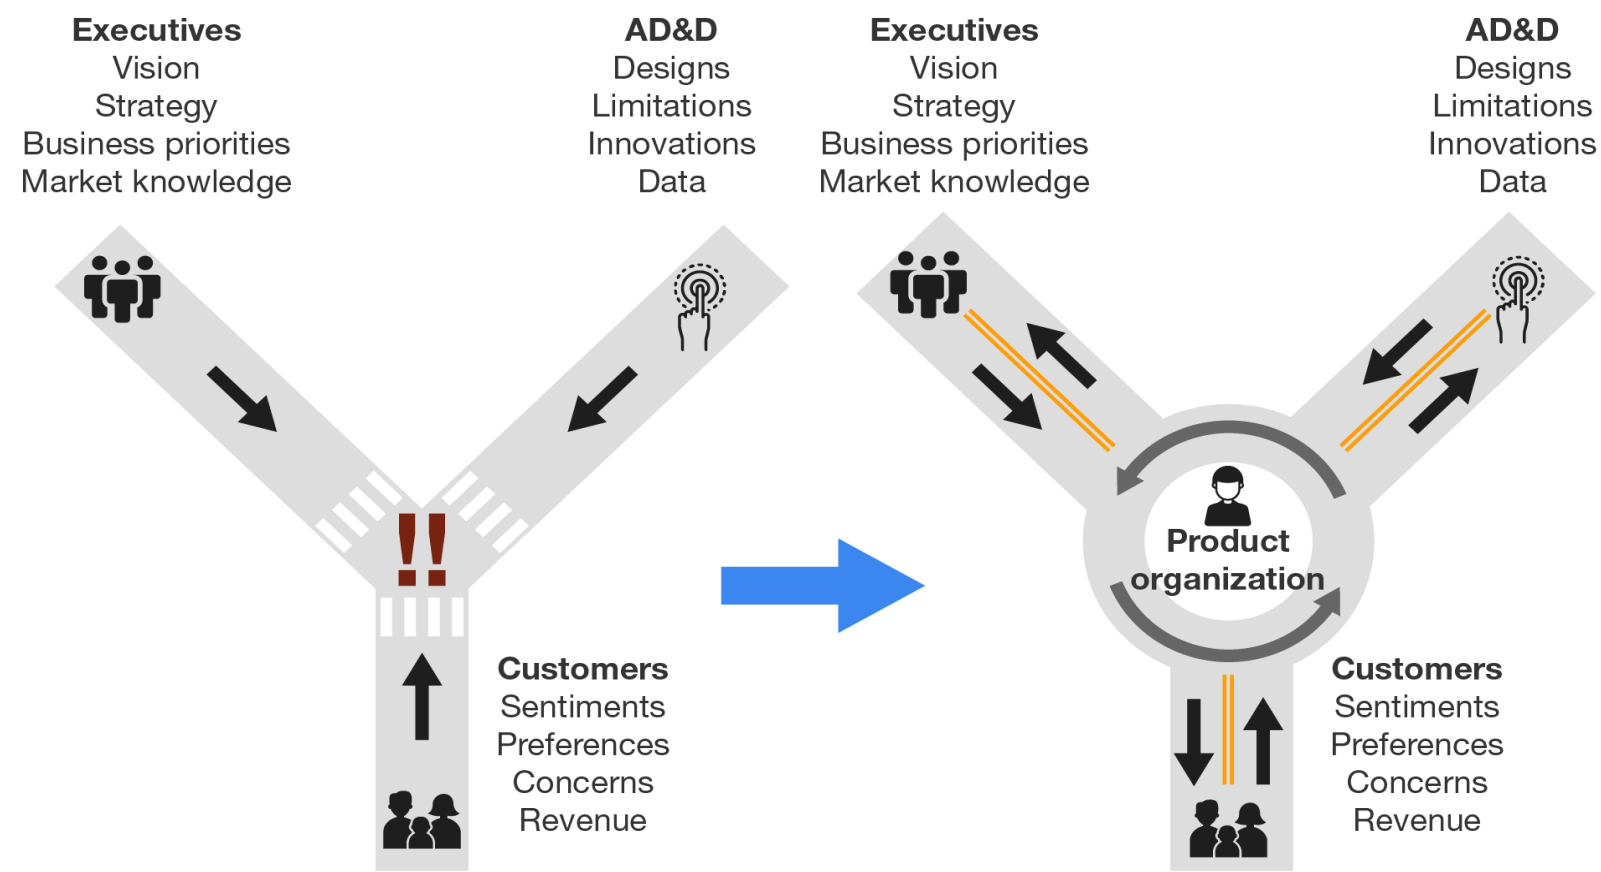 Executives
Vision
Strategy
Business priorities
Market knowledge
AD&D
Designs
Limitations
Innovations
Data
!!
Customers
Sentiments
Preferences
Concerns
Revenue
Executives
Vision
Strategy
Business priorities
Market knowledge
AD&D
Designs
Limitations
Innovations
Data
Product
organization
Customers
Sentiments
Preferences
Concerns
Revenue